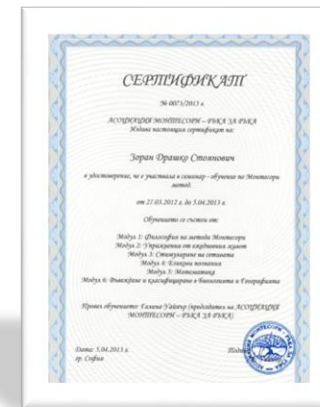 СЕРТИФИКАТ
№ 0073/2013 г.
АСОЦИАЦИЯ МОНТЕСОРИ – РЪКА ЗА РЪКА
Издава настоящия сертификат на:
Зоран Драшко Стоянович
в удостоверение, че е участвала в семинар - обучение по Монтесори
метод.
от 27.03.2012 г. до 5.04.2013 г.
Обучението се състои от:
Модул 1: Философия на метода Монтесори
Модул 2: Упражнения от ежедневния живот
Модул 3: Стимулиране на сетивата
Модул 4: Езикови познания
Модул 5: Математика
Модул 6: Въвеждане и класифициране в биологията и географията
Провел обучението: Галина (председател на АСОЦИАЦИЯ
МОНТЕСОРИ – РЪКА ЗА РЪКА)
Дата: 5.04.2013 г.
гр. София